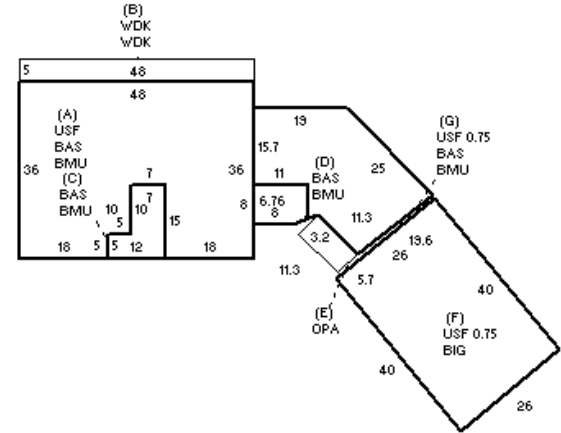 (B)
WDK
WDK
5
48
48
(A)
USF
BAS
BMU
(C)
BAS
BMU
36
36
7
7
10
10
5
15
5
5
18
12
18
19
15.7
25
(G)
USF 0.75
BAS
BMU
(D)
BAS
BMU
11
6.76
8
8
11.3
3.2
11.3
19.6
26
5.7
(E)
OPA
40
(F)
USF 0.75
BIG
40
26